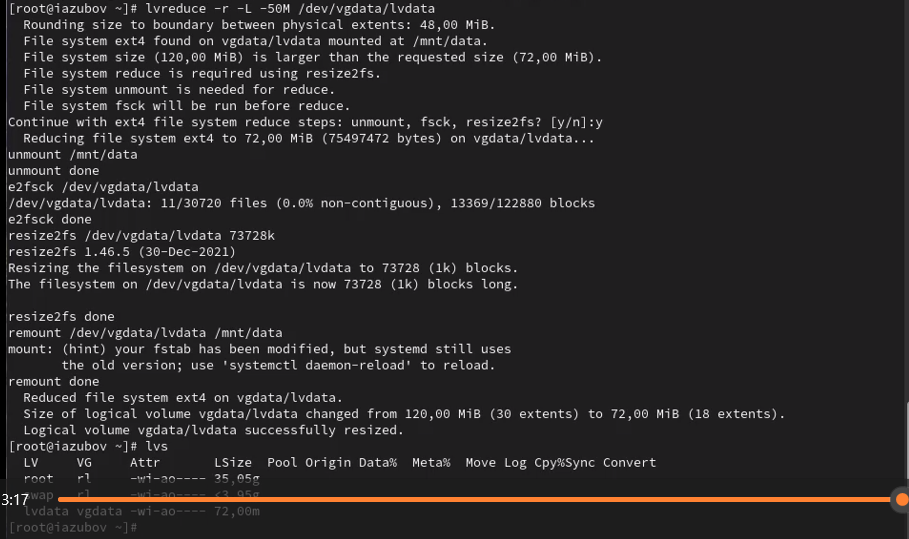 [root@iazubov ~]# lvreduce -r -L -50M /dev/vgdata/lvdata
  Rounding size to boundary between physical extents: 48,00 MiB.
  File system ext4 found on vgdata/lvdata mounted at /mnt/data.
  File system size (120,00 MiB) is larger than the requested size (72,00 MiB).
  File system reduce is required using resize2fs.
  File system unmount is needed for reduce.
  File system fsck will be run before reduce.
Continue with ext4 file system reduce steps: unmount, fsck, resize2fs? [y/n]:y
  Reducing file system ext4 to 72,00 MiB (75497472 bytes) on vgdata/lvdata...
unmount /mnt/data
unmount done
e2fsck /dev/vgdata/lvdata
/dev/vgdata/lvdata: 11/30720 files (0.0% non-contiguous), 13369/122880 blocks
e2fsck done
resize2fs /dev/vgdata/lvdata 73728k
resize2fs 1.46.5 (30-Dec-2021)
Resizing the filesystem on /dev/vgdata/lvdata to 73728 (1k) blocks.
The filesystem on /dev/vgdata/lvdata is now 73728 (1k) blocks long.

resize2fs done
remount /dev/vgdata/lvdata /mnt/data
mount: (hint) your fstab has been modified, but systemd still uses
       the old version; use 'systemctl daemon-reload' to reload.
remount done
  Reduced file system ext4 on vgdata/lvdata.
  Size of logical volume vgdata/lvdata changed from 120,00 MiB (30 extents) to 72,00 MiB (18 extents).
  Logical volume vgdata/lvdata successfully resized.
[root@iazubov ~]# lvs
  LV     VG     Attr       LSize  Pool Origin Data%  Meta%  Move Log Cpy%Sync Convert
  root   rl     -wi-ao---- 35,05g
3:17
  swap   rl     -wi-ao---- <3,95g
  lvdata vgdata -wi-ao---- 72,00m
[root@iazubov ~]#